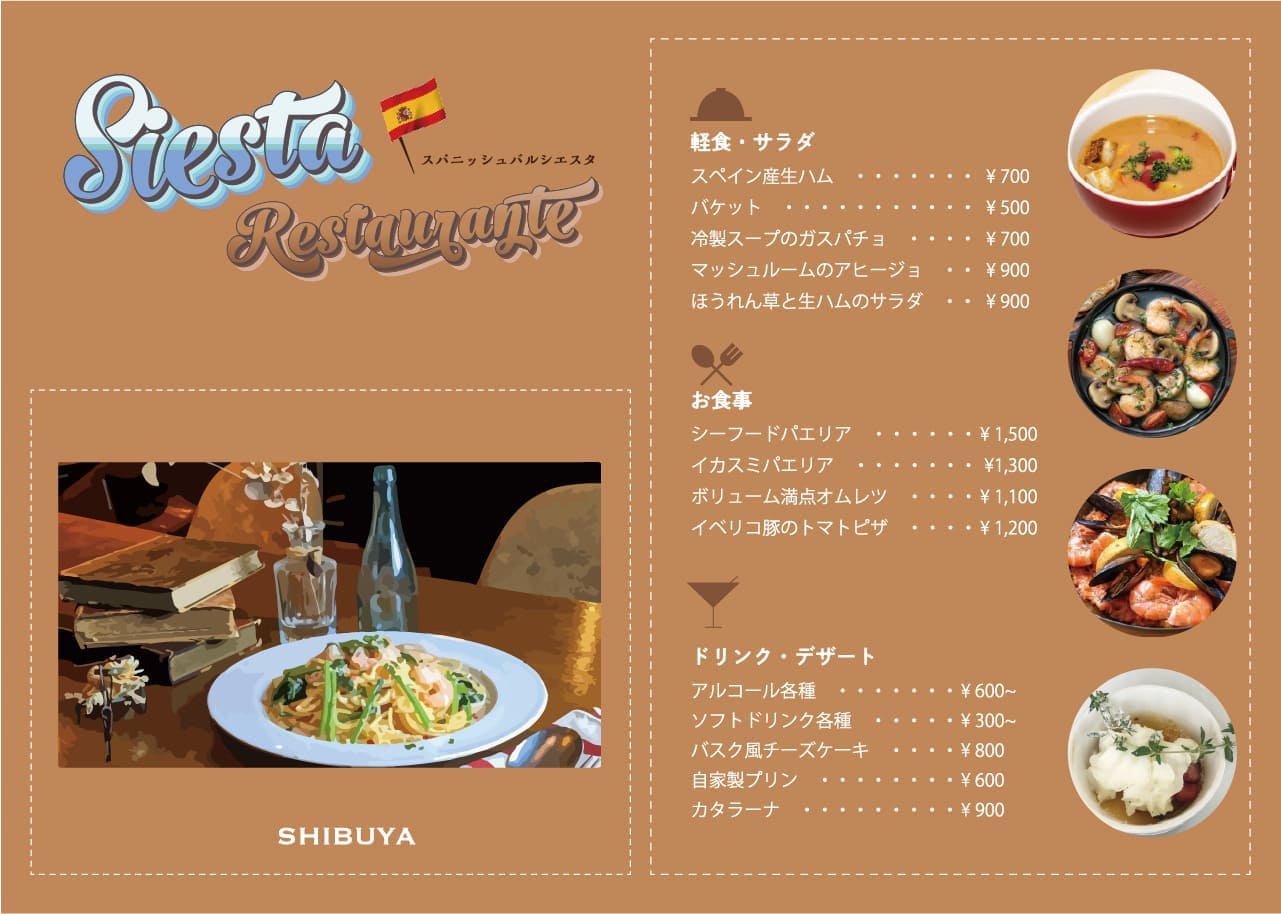 Siesta
スパニッシュバルシエスタ
Restaurante
SHIBUYA
軽食・サラダ
スペイン産生ハム ・・・・・・・ ¥700
バケット ・・・・・・・・・・・ ¥500
冷製スープのガスパチョ ・・・・ ¥700
マッシュルームのアヒージョ ・・ ¥900
ほうれん草と生ハムのサラダ ・・ ¥900
お食事
シーフードパエリア ・・・・・・¥1,500
イカスミパエリア ・・・・・・・ ¥1,300
ボリューム満点オムレツ ・・・・¥1,100
イベリコ豚のトマトピザ ・・・・¥1,200
ドリンク・デザート
アルコール各種 ・・・・・・・¥600~
ソフトドリンク各種 ・・・・・¥300~
バスク風チーズケーキ ・・・・¥800
自家製プリン ・・・・・・・・¥600
カタラーナ ・・・・・・・・・¥900